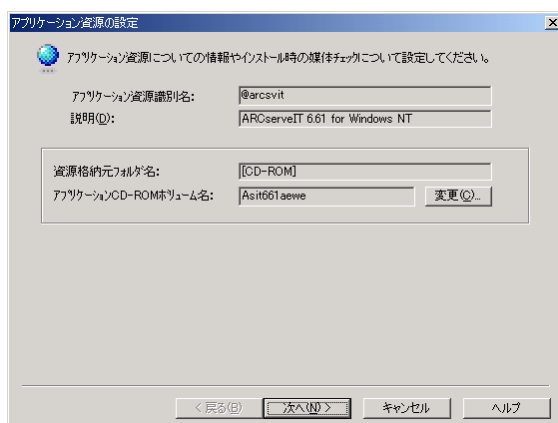 アプリケーション資源の設定
アプリケーション資源についての情報やインストール時の媒体チェックについて設定してください。
アプリケーション資源識別名: @arcsvit
説明(D): ARCserveIT 6.61 for Windows NT
資源格納元フォルダ名: [CD-ROM]
アプリケーションCD-ROMボリューム名: Asit661aewe 変更(C)...
< 戻る(B) 次へ(N) > キャンセル ヘルプ